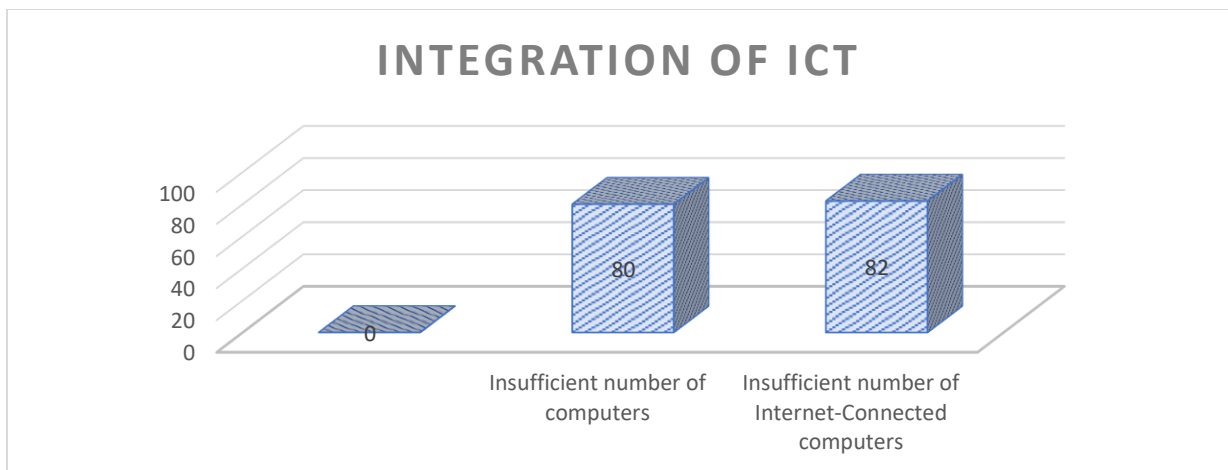 INTEGRATION OF ICT
100
80
60
40
20
0
0
80
82
Insufficient number of
computers
Insufficient number of
Internet-Connected
computers